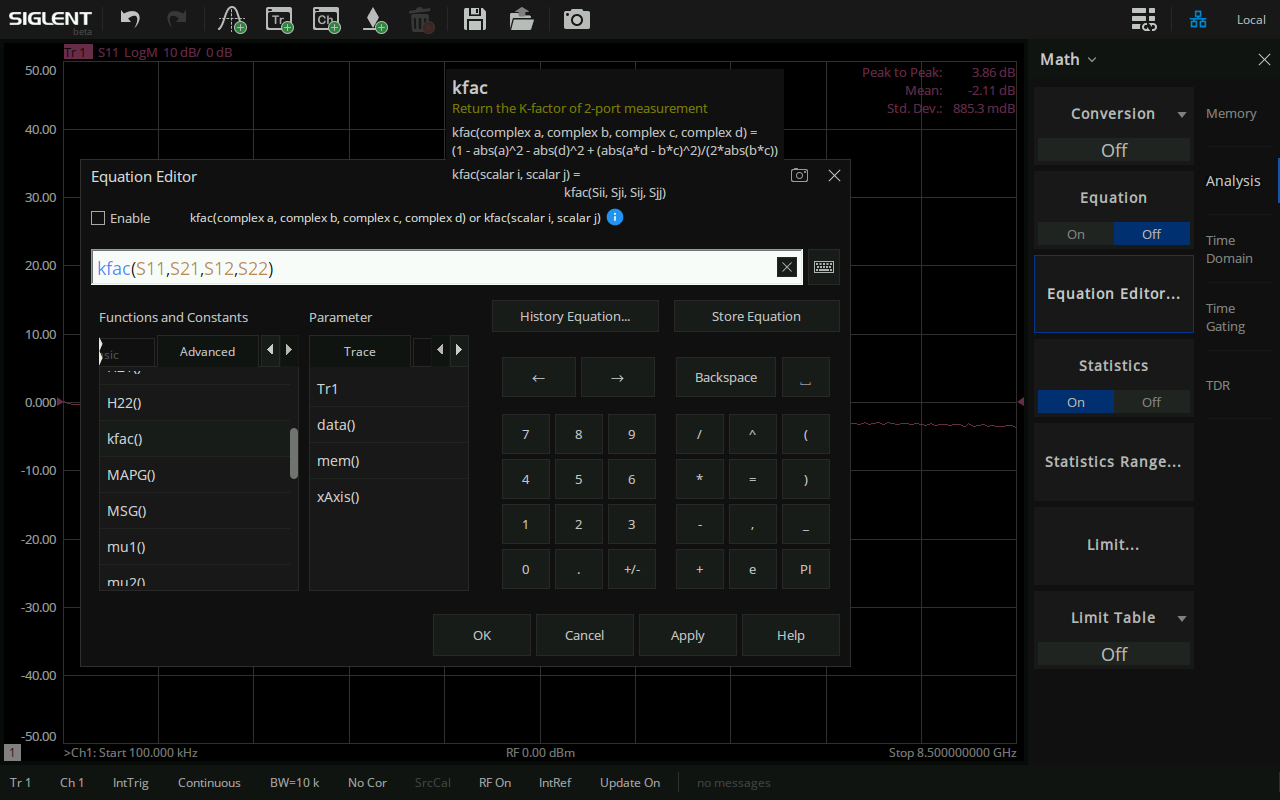 SIGLENT
beta
Tr
Ch
Local
Tr 1 S11 LogM 10 dB/ 0 dB
50.00
40.00
30.00
20.00
10.00
0.000
-10.00
-20.00
-30.00
-40.00
-50.00
Peak to Peak: 3.86 dB
Mean: -2.11 dB
Std. Dev.: 885.3 mdB
kfac
Return the K-factor of 2-port measurement
kfac(complex a, complex b, complex c, complex d) =
(1 - abs(a)^2 - abs(d)^2 + (abs(a*d - b*c)^2)/(2*abs(b*c))
kfac(scalar i, scalar j) =
kfac(Sii, Sji, Sij, Sjj)
Equation Editor
Enable kfac(complex a, complex b, complex c, complex d) or kfac(scalar i, scalar j) i
kfac(S11,S21,S12,S22)
Functions and Constants
Advanced
H22()
kfac()
MAPG()
MSG()
mu1()
mu2()
Parameter
Trace
Tr1
data()
mem()
xAxis()
History Equation... Store Equation
← → Backspace ⎵
7 8 9 / ^ (
4 5 6 * = )
1 2 3 - , _
0 . +/- + e PI
OK Cancel Apply Help
Math
Conversion
Off
Equation
On Off
Equation Editor...
Statistics
On Off
Statistics Range...
Limit...
Limit Table
Off
Memory
Analysis
Time
Domain
Time
Gating
TDR
1 >Ch1: Start 100.000 kHz RF 0.00 dBm Stop 8.500000000 GHz
Tr 1 Ch 1 IntTrig Continuous BW=10 k No Cor SrcCal RF On IntRef Update On no messages